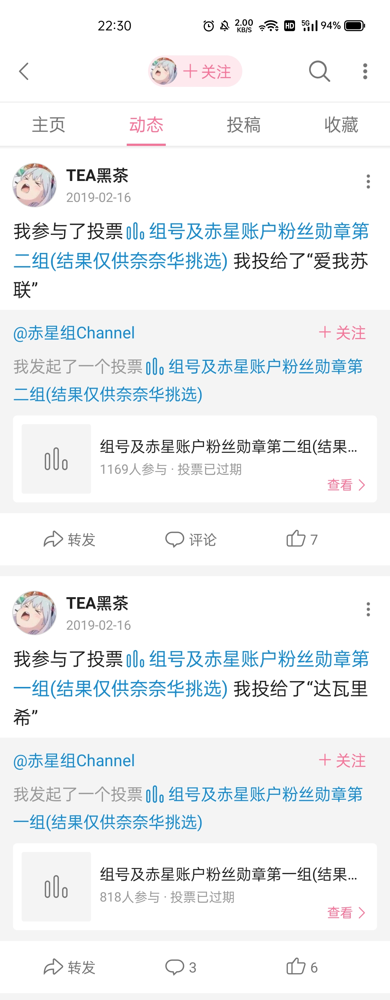 22:30 2.00 KB/S HD 5G 94%
+ 关注
主页 动态 投稿 收藏
TEA黑茶
2019-02-16
我参与了投票 组号及赤星账户粉丝勋章第
二组(结果仅供奈奈华挑选) 我投给了“爱我苏
联”
@赤星组Channel + 关注
我发起了一个投票 组号及赤星账户粉丝勋章第
二组(结果仅供奈奈华挑选)
组号及赤星账户粉丝勋章第二组(结果...
1169人参与 · 投票已过期
查看
转发 评论 7
TEA黑茶
2019-02-16
我参与了投票 组号及赤星账户粉丝勋章第
一组(结果仅供奈奈华挑选) 我投给了“达瓦里
希”
@赤星组Channel + 关注
我发起了一个投票 组号及赤星账户粉丝勋章第
一组(结果仅供奈奈华挑选)
组号及赤星账户粉丝勋章第一组(结果...
818人参与 · 投票已过期
查看
转发 3 6